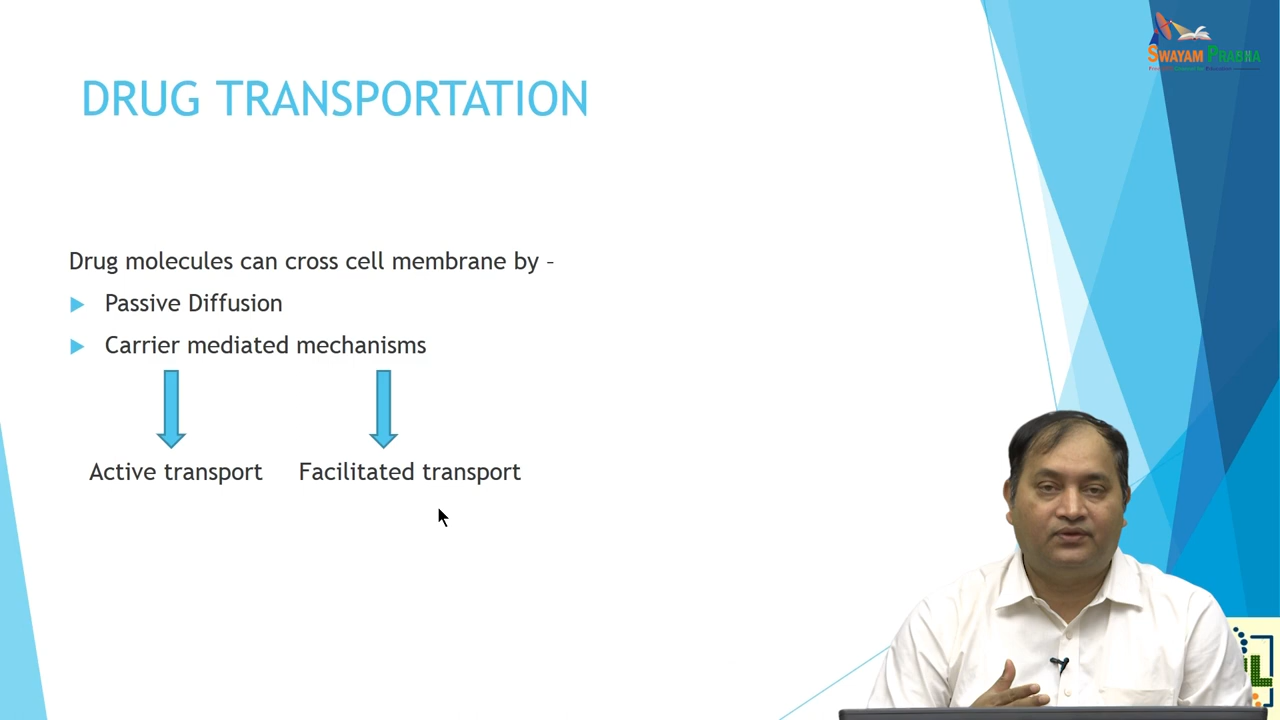 SWAYAM PRABHA
DRUG TRANSPORTATION
Drug molecules can cross cell membrane by –
Passive Diffusion
Carrier mediated mechanisms
Active transport Facilitated transport